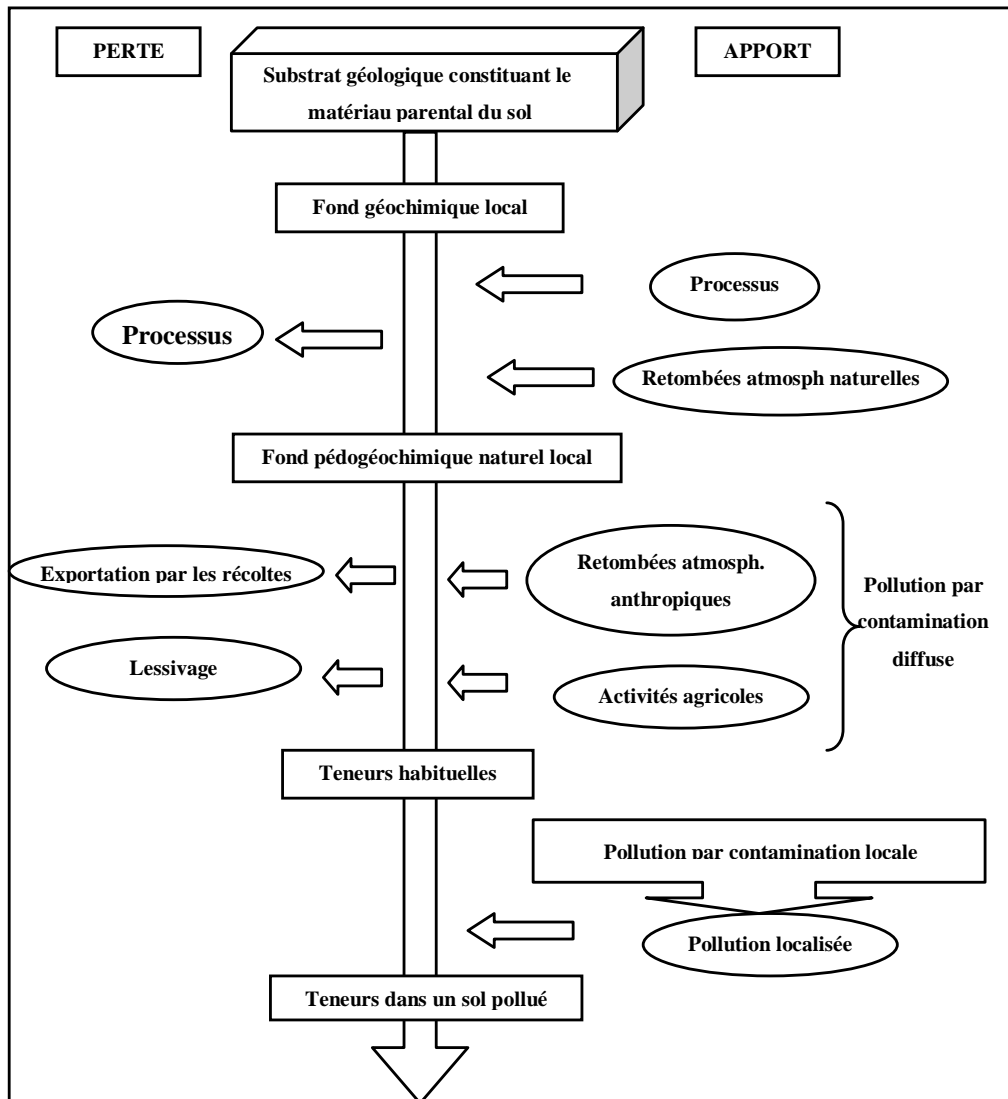 PERTE
APPORT
Substrat géologique constituant le
matériau parental du sol
Fond géochimique local
Processus
Processus
Retombées atmosph naturelles
Fond pédogéochimique naturel local
Retombées atmosph.
anthropiques
Exportation par les récoltes
Pollution par
contamination
diffuse
Lessivage
Activités agricoles
Teneurs habituelles
Pollution par contamination locale
Pollution localisée
Teneurs dans un sol pollué